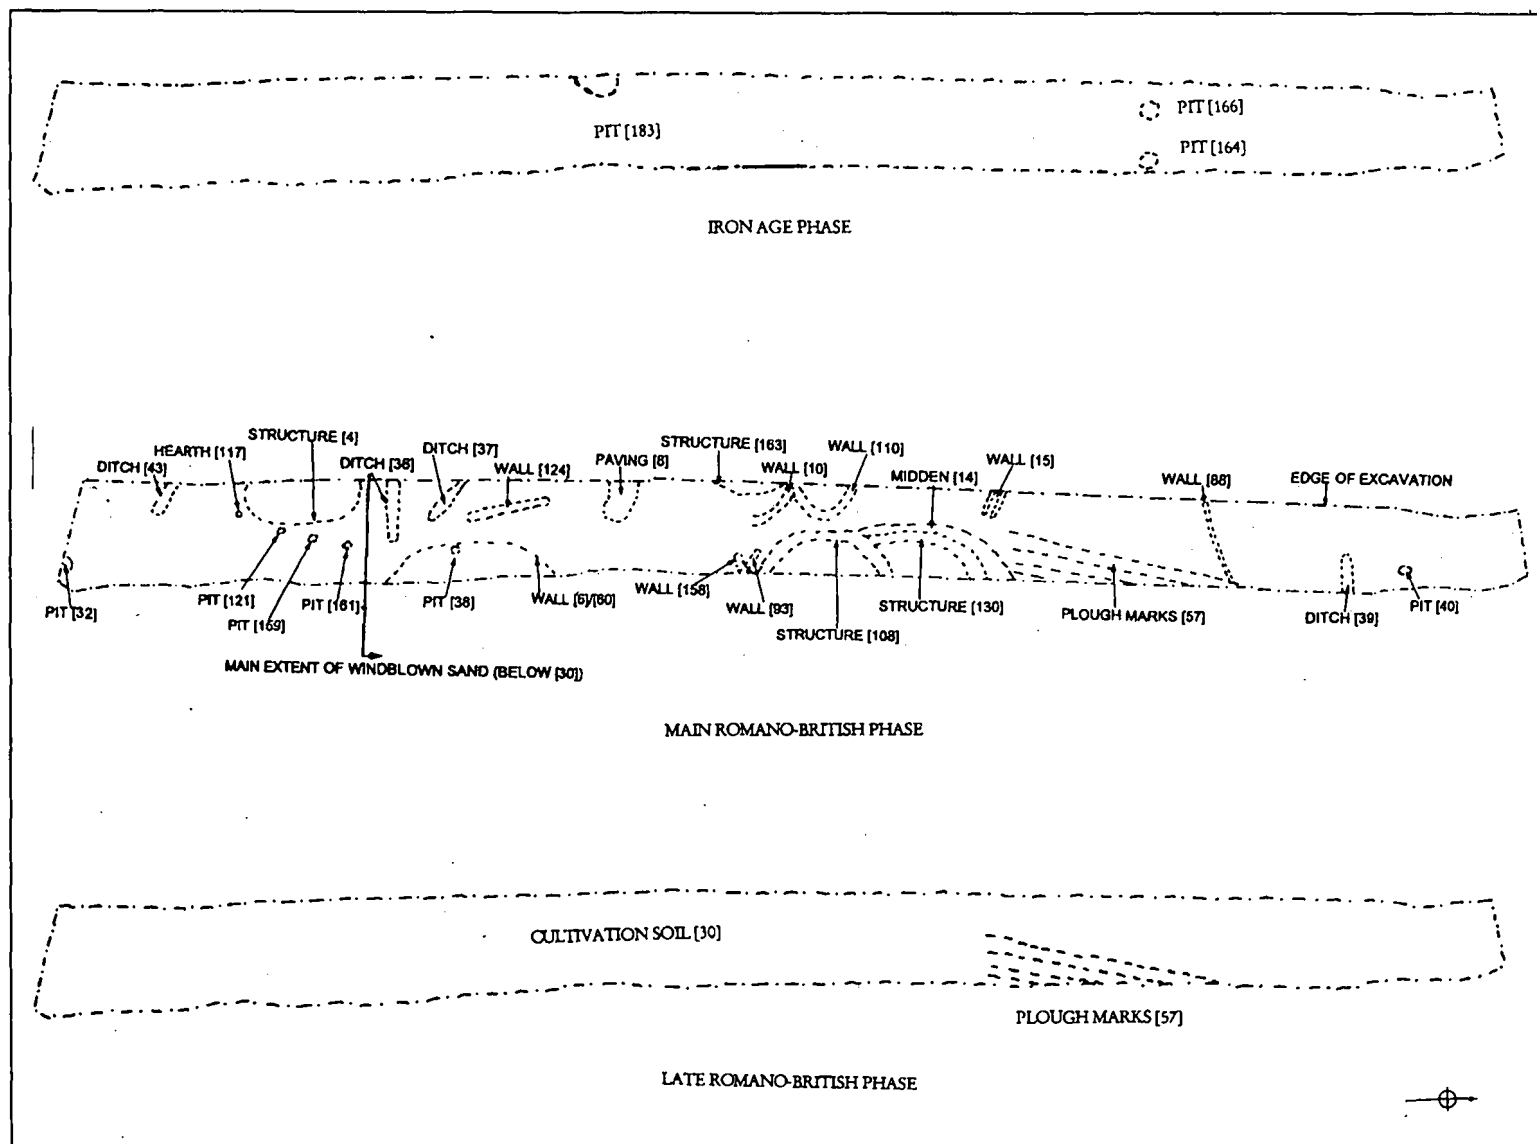 PIT [183]
PIT [166]
PIT [164]
IRON AGE PHASE
STRUCTURE [4]
HEARTH [117]
DITCH [43]
DITCH [36]
DITCH [37]
WALL [124]
PAVING [8]
STRUCTURE [163]
WALL [10]
WALL [110]
MIDDEN [14]
WALL [15]
WALL [88]
EDGE OF EXCAVATION
PIT [32]
PIT [121]
PIT [159]
PIT [161]
PIT [38]
WALL [6]/[60]
WALL [158]
WALL [93]
STRUCTURE [108]
STRUCTURE [130]
PLOUGH MARKS [57]
DITCH [39]
PIT [40]
MAIN EXTENT OF WINDBLOWN SAND (BELOW [30])
MAIN ROMANO-BRITISH PHASE
CULTIVATION SOIL [30]
PLOUGH MARKS [57]
LATE ROMANO-BRITISH PHASE